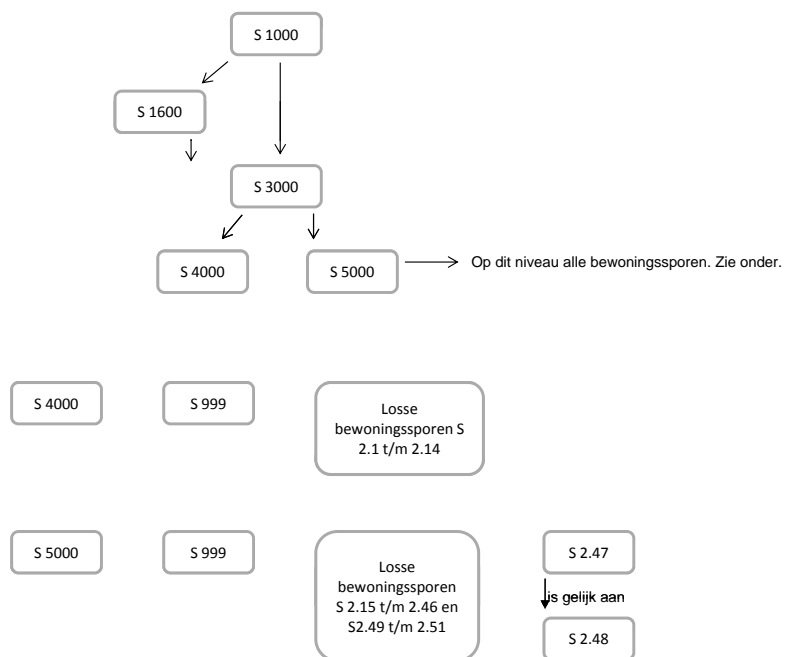 S 1000
S 1600
S 3000
S 4000
S 5000
Op dit niveau alle bewoningssporen. Zie onder.
S 4000
S 999
Losse
bewoningssporen S
2.1 t/m 2.14
S 5000
S 999
Losse
bewoningssporen
S 2.15 t/m 2.46 en
S2.49 t/m 2.51
S 2.47
is gelijk aan
S 2.48